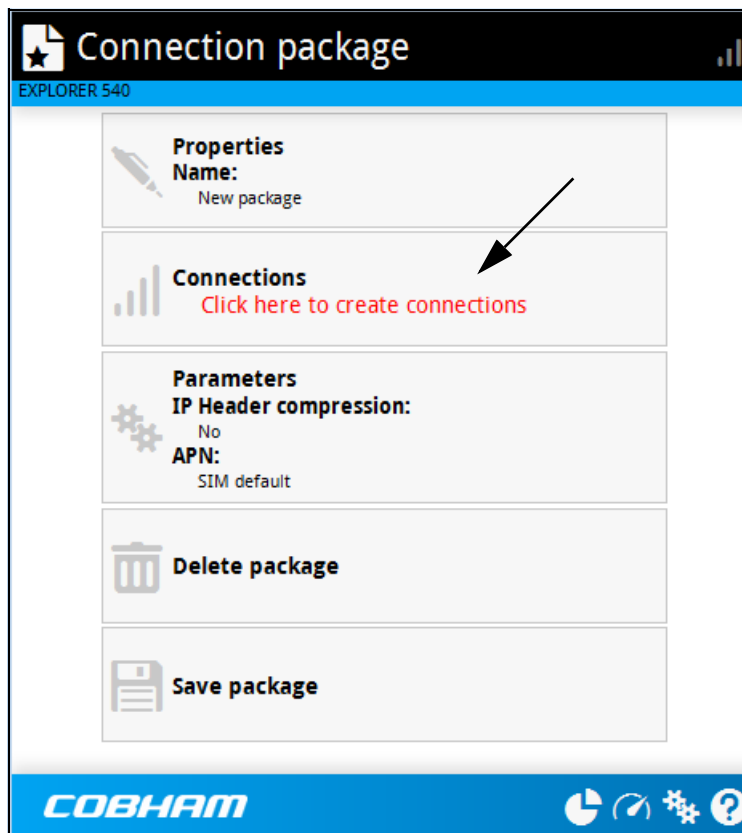 Connection package
EXPLORER 540
Properties
Name:
New package
Connections
Click here to create connections
Parameters
IP Header compression:
No
APN:
SIM default
Delete package
Save package
COBHAM
?